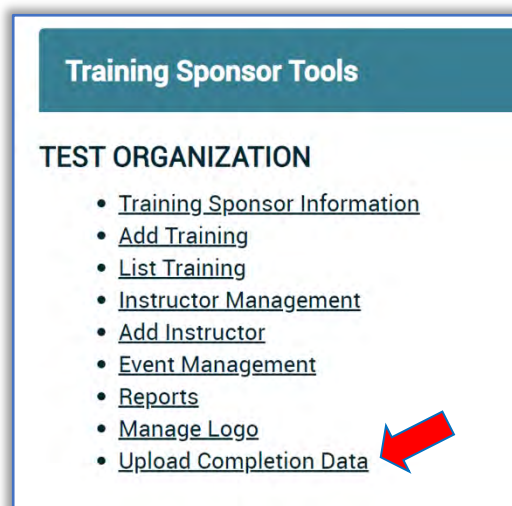 Training Sponsor Tools
TEST ORGANIZATION
Training Sponsor Information
Add Training
List Training
Instructor Management
Add Instructor
Event Management
Reports
Manage Logo
Upload Completion Data